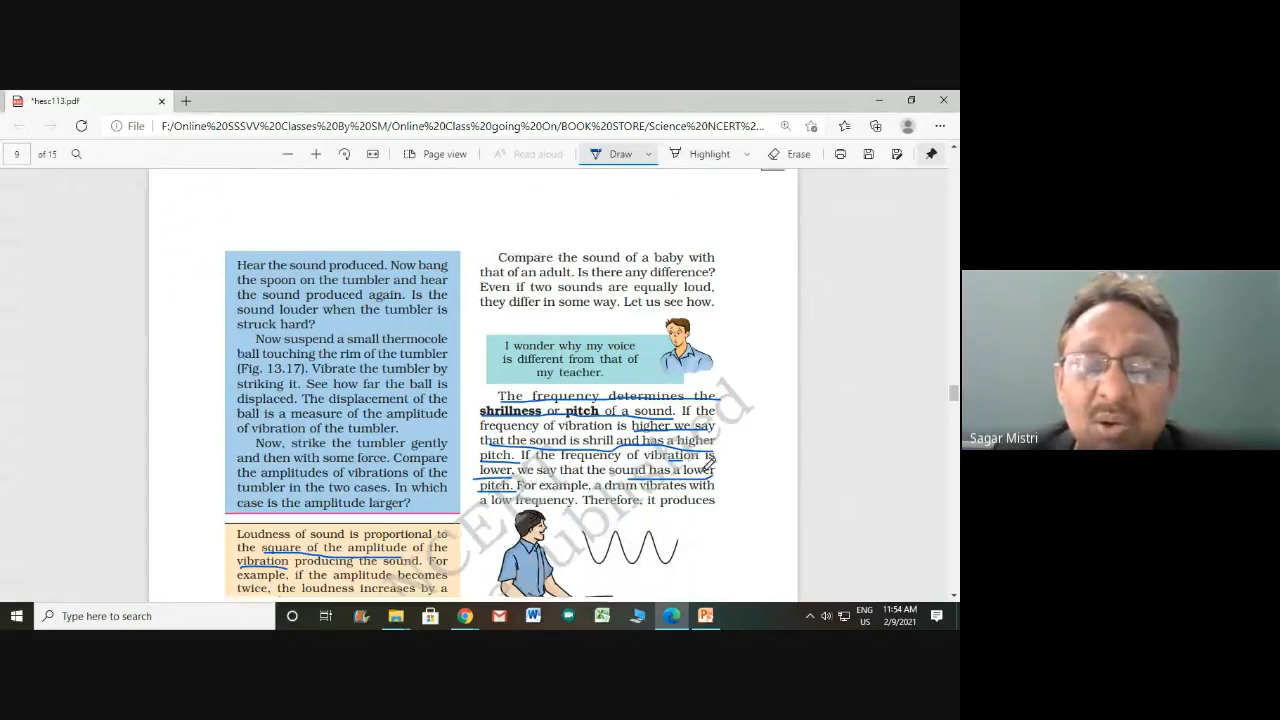 *hesc113.pdf
File
F:/Online%20SSSVV%20Classes%20By%20SM/Online%20Class%20going%20On/BOOK%20STORE/Science%20NCERT%2...
9 of 15
Page view
Read aloud
Draw
Highlight
Erase
Hear the sound produced. Now bang
the spoon on the tumbler and hear
the sound produced again. Is the
sound louder when the tumbler is
struck hard?
Now suspend a small thermocole
ball touching the rim of the tumbler
(Fig. 13.17). Vibrate the tumbler by
striking it. See how far the ball is
displaced. The displacement of the
ball is a measure of the amplitude
of vibration of the tumbler.
Now, strike the tumbler gently
and then with some force. Compare
the amplitudes of vibrations of the
tumbler in the two cases. In which
case is the amplitude larger?
Loudness of sound is proportional to
the square of the amplitude of the
vibration producing the sound. For
example, if the amplitude becomes
twice, the loudness increases by a
Compare the sound of a baby with
that of an adult. Is there any difference?
Even if two sounds are equally loud,
they differ in some way. Let us see how.
I wonder why my voice
is different from that of
my teacher.
The frequency determines the
shrillness or pitch of a sound. If the
frequency of vibration is higher we say
that the sound is shrill and has a higher
pitch. If the frequency of vibration is
lower, we say that the sound has a lower
pitch. For example, a drum vibrates with
a low frequency. Therefore, it produces
NCERT
ublished
Sagar Mistri
Type here to search
ENG
US
11:54 AM
2/9/2021